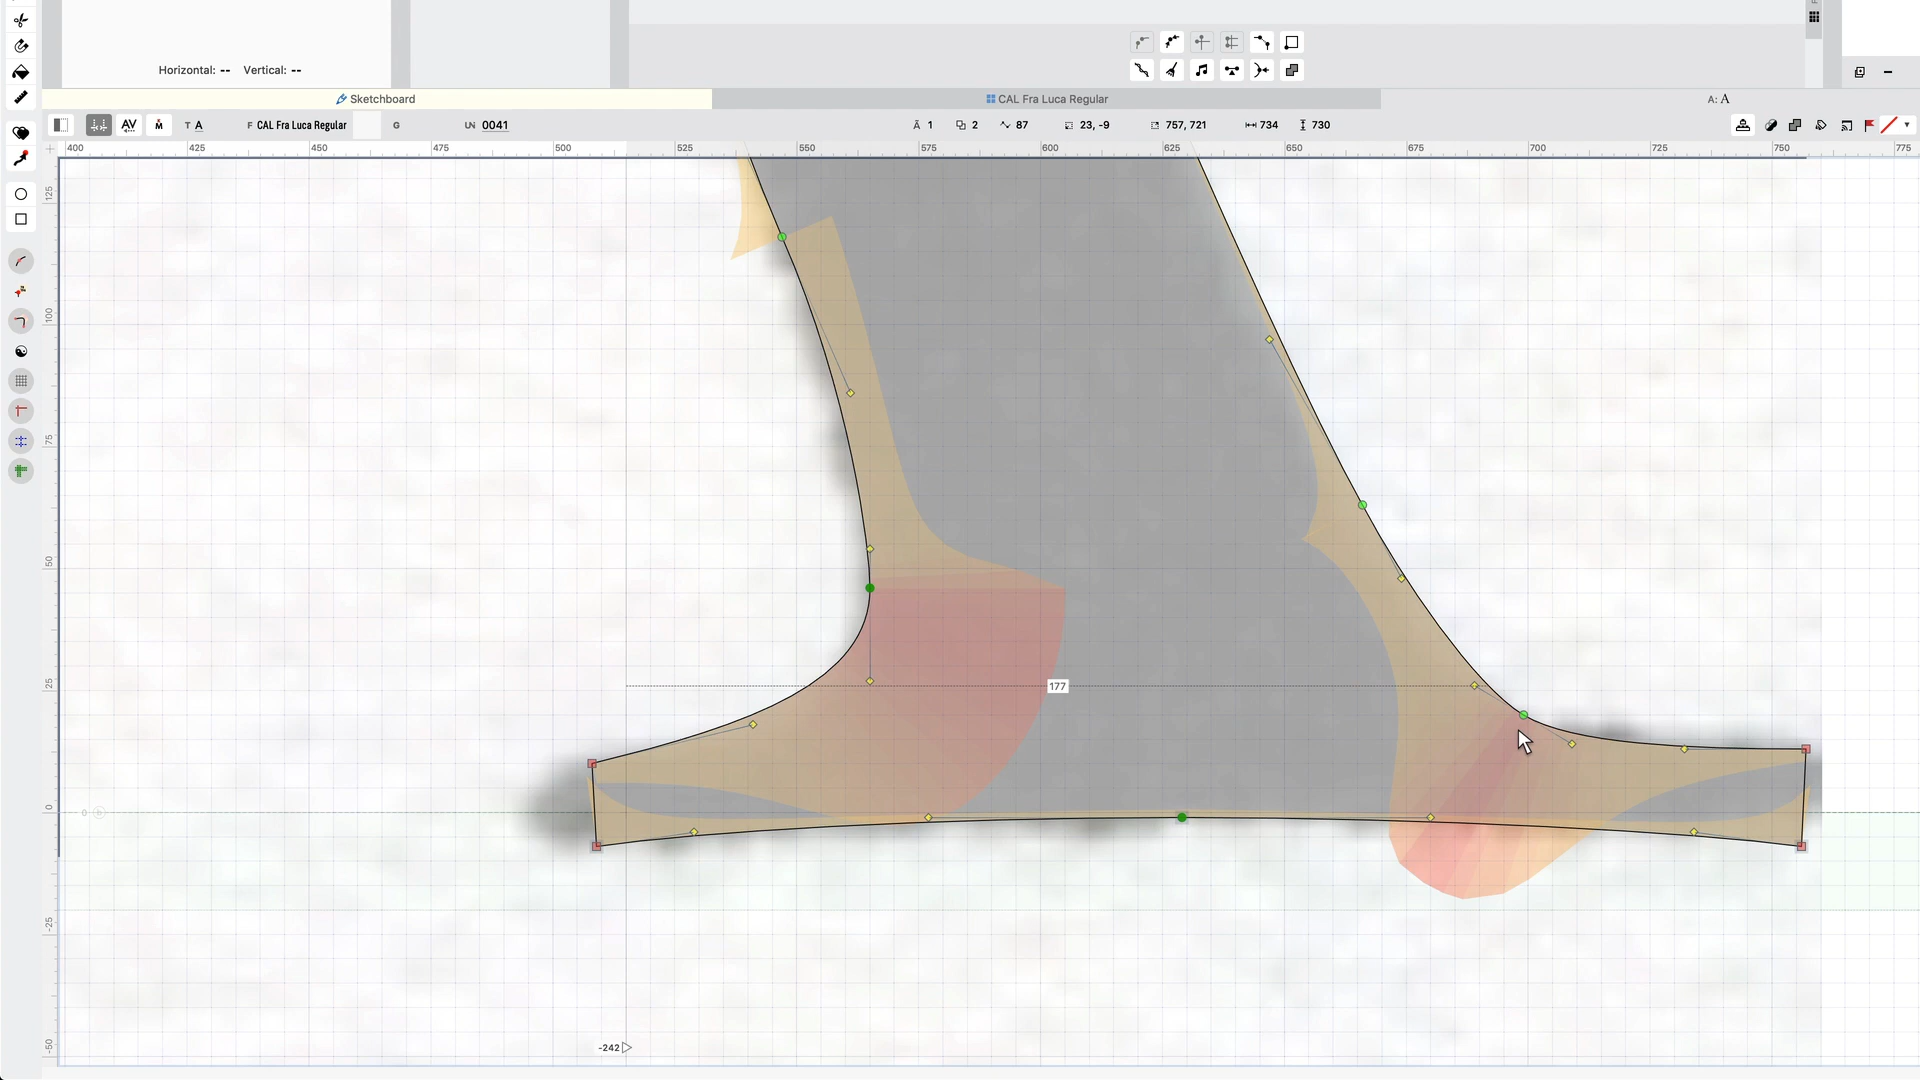 Horizontal: -- Vertical: --
Sketchboard
CAL Fra Luca Regular
A: A
AV M T A F CAL Fra Luca Regular G UN 0041 Ä 1 2 87 23, -9 757, 721 734 730
400 425 450 475 500 525 550 575 600 625 650 675 700 725 750 775
125
100
75
50
25
177
0 0 b
-25
-50
-242